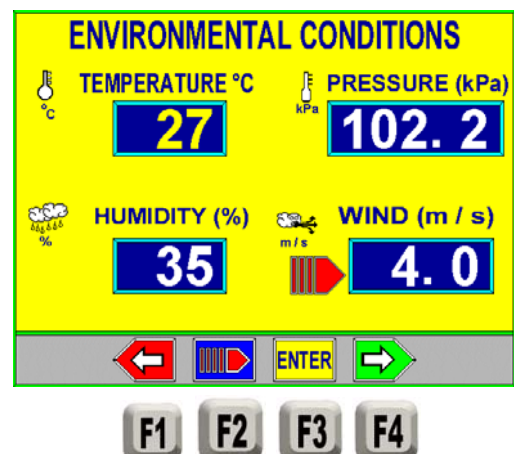 ENVIRONMENTAL CONDITIONS
TEMPERATURE °C
°C
27
PRESSURE (kPa)
kPa
102. 2
HUMIDITY (%)
%
35
WIND (m / s)
m / s
4. 0
ENTER
F1 F2 F3 F4